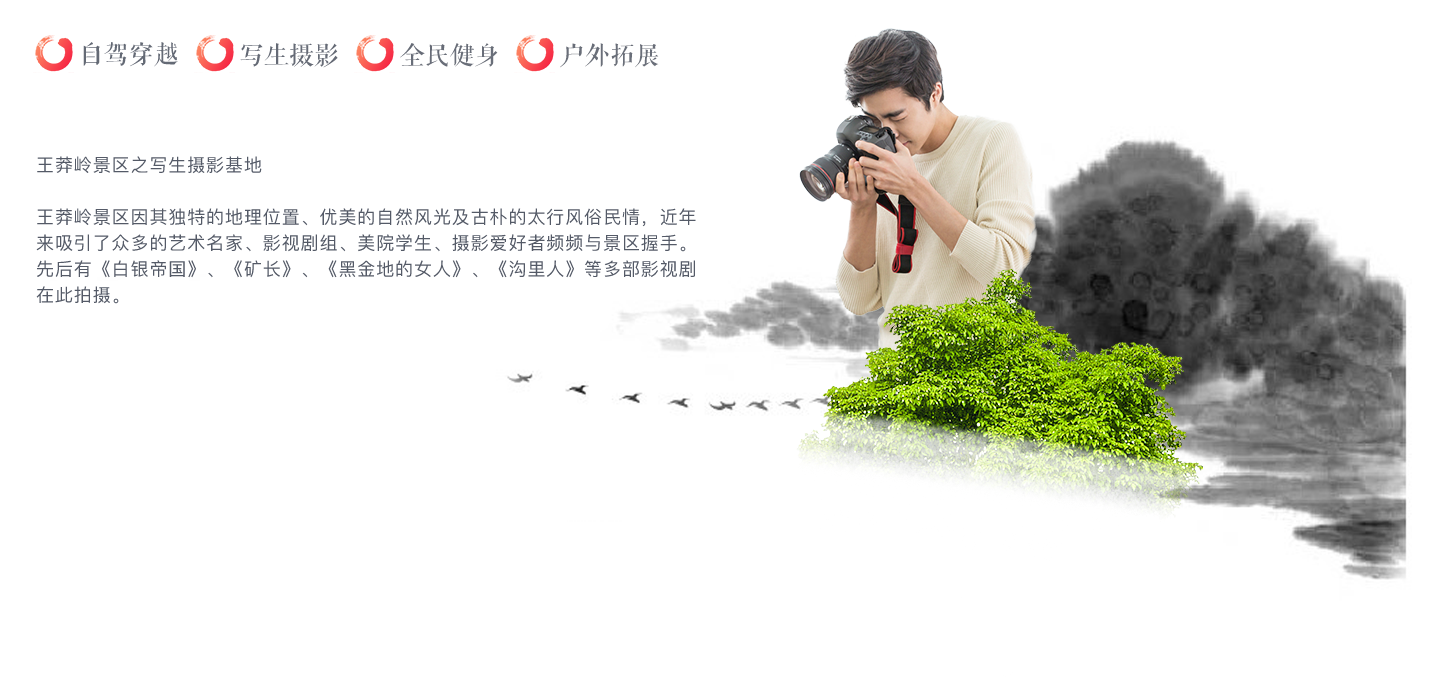 自驾穿越 写生摄影 全民健身 户外拓展
王莽岭景区之写生摄影基地
王莽岭景区因其独特的地理位置、优美的自然风光及古朴的太行风俗民情，近年
来吸引了众多的艺术名家、影视剧组、美院学生、摄影爱好者频频与景区握手。
先后有《白银帝国》、《矿长》、《黑金地的女人》、《沟里人》等多部影视剧
在此拍摄。